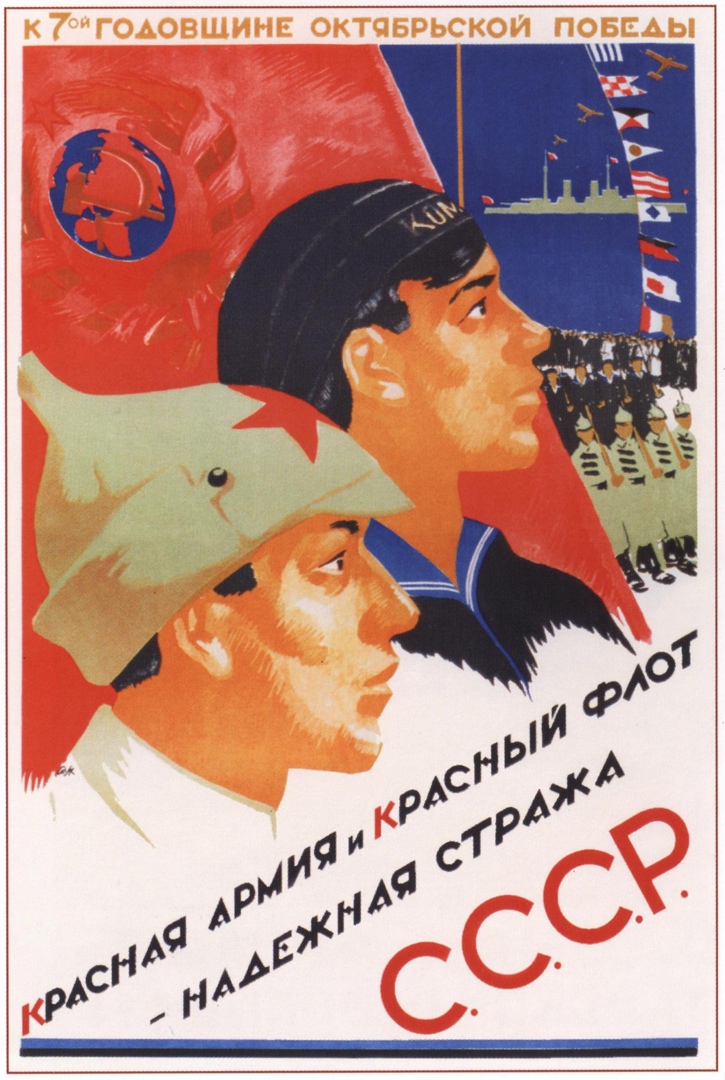 К 7ой ГОДОВЩИНЕ ОКТЯБРЬСКОЙ ПОБЕДЫ
КИМ
КРАСНАЯ АРМИЯ и КРАСНЫЙ ФЛОТ
- НАДЕЖНАЯ СТРАЖА
С.С.С.Р.